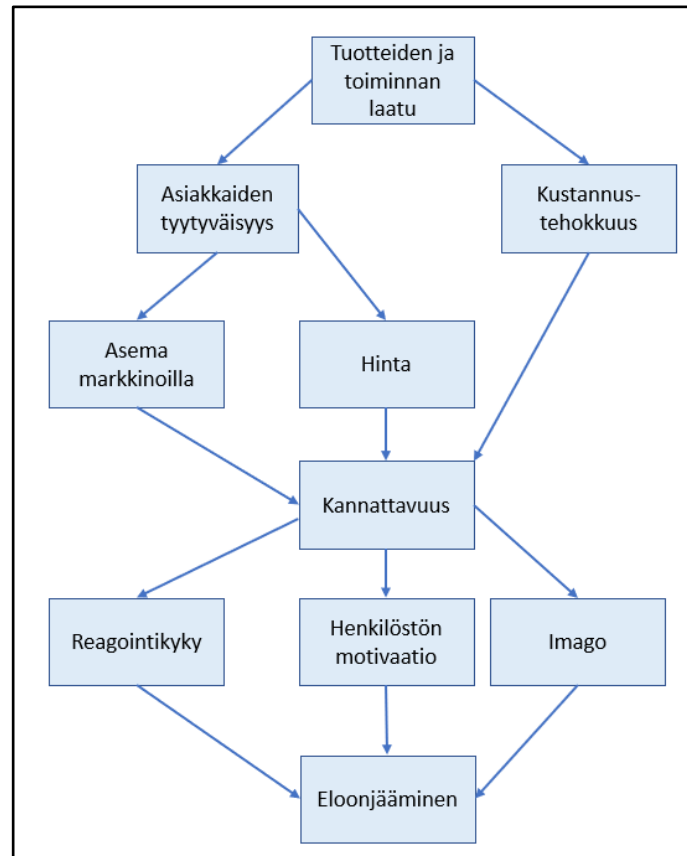 Tuotteiden ja
toiminnan
laatu
Asiakkaiden
tyytyväisyys
Kustannus-
tehokkuus
Asema
markkinoilla
Hinta
Kannattavuus
Reagointikyky
Henkilöstön
motivaatio
Imago
Eloonjääminen